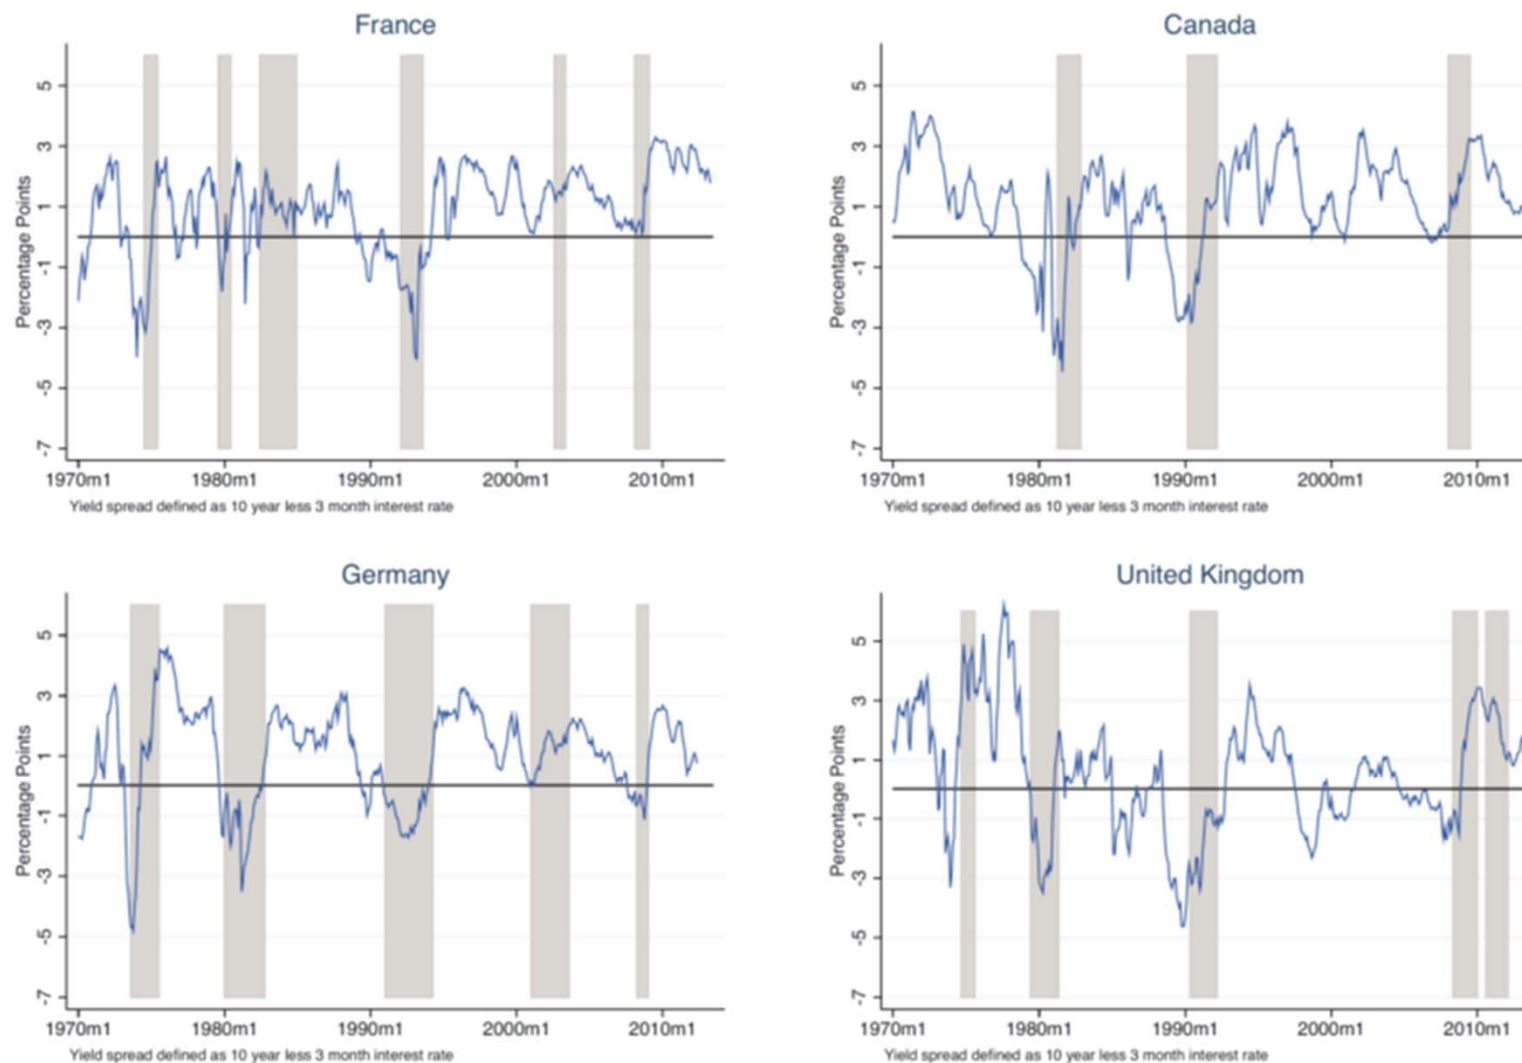 France
Percentage Points
5
3
1
-1
-3
-5
-7
1970m1 1980m1 1990m1 2000m1 2010m1
Yield spread defined as 10 year less 3 month interest rate
Canada
Percentage Points
5
3
1
-1
-3
-5
-7
1970m1 1980m1 1990m1 2000m1 2010m1
Yield spread defined as 10 year less 3 month interest rate
Germany
Percentage Points
5
3
1
-1
-3
-5
-7
1970m1 1980m1 1990m1 2000m1 2010m1
Yield spread defined as 10 year less 3 month interest rate
United Kingdom
Percentage Points
5
3
1
-1
-3
-5
-7
1970m1 1980m1 1990m1 2000m1 2010m1
Yield spread defined as 10 year less 3 month interest rate